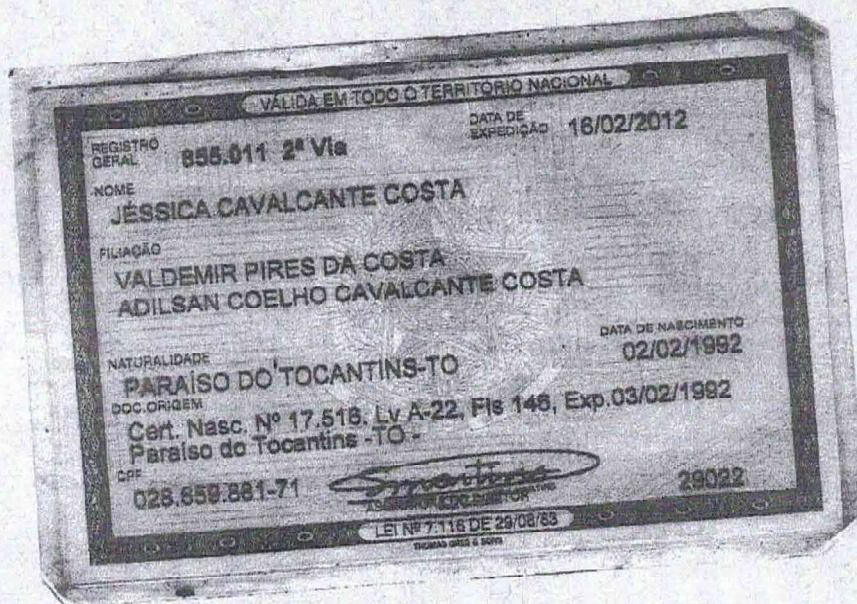 VÁLIDA EM TODO O TERRITÓRIO NACIONAL
REGISTRO GERAL 855.011 2ª Via DATA DE EXPEDIÇÃO 16/02/2012
NOME
JÉSSICA CAVALCANTE COSTA
FILIAÇÃO
VALDEMIR PIRES DA COSTA
ADILSAN COELHO CAVALCANTE COSTA
NATURALIDADE DATA DE NASCIMENTO
PARAÍSO DO TOCANTINS-TO 02/02/1992
DOC.ORIGEM
Cert. Nasc. Nº 17.516, Lv A-22, Fls 146, Exp.03/02/1992
Paraíso do Tocantins -TO -
CPF
028.859.881-71 29022
ASSINATURA DO DIRETOR
LEI Nº 7.116 DE 29/08/83